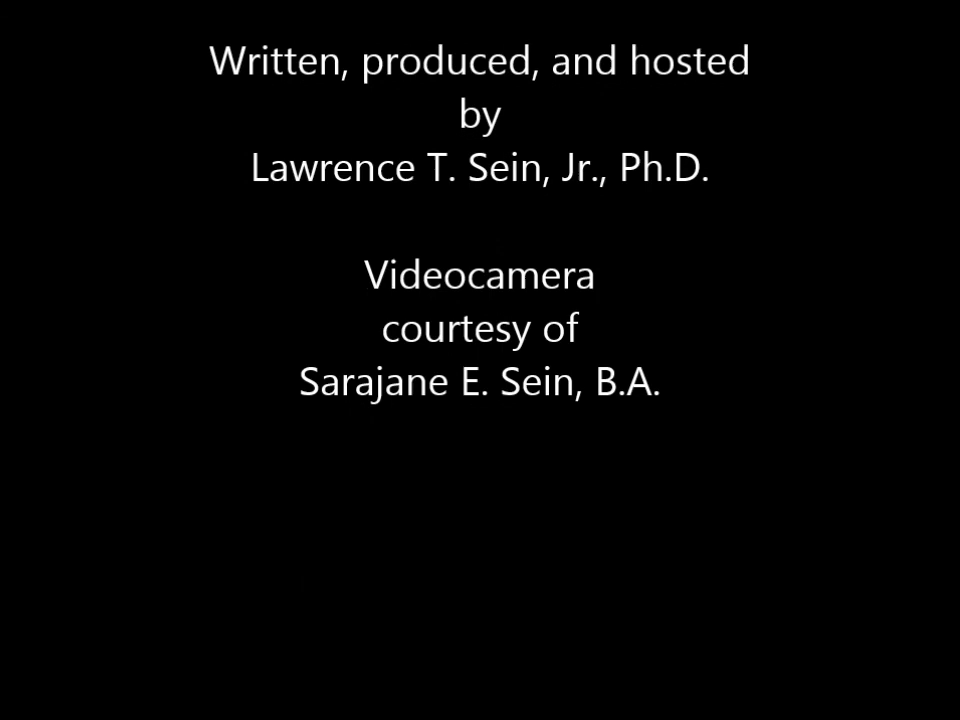 Written, produced, and hosted
by
Lawrence T. Sein, Jr., Ph.D.
Videocamera
courtesy of
Sarajane E. Sein, B.A.